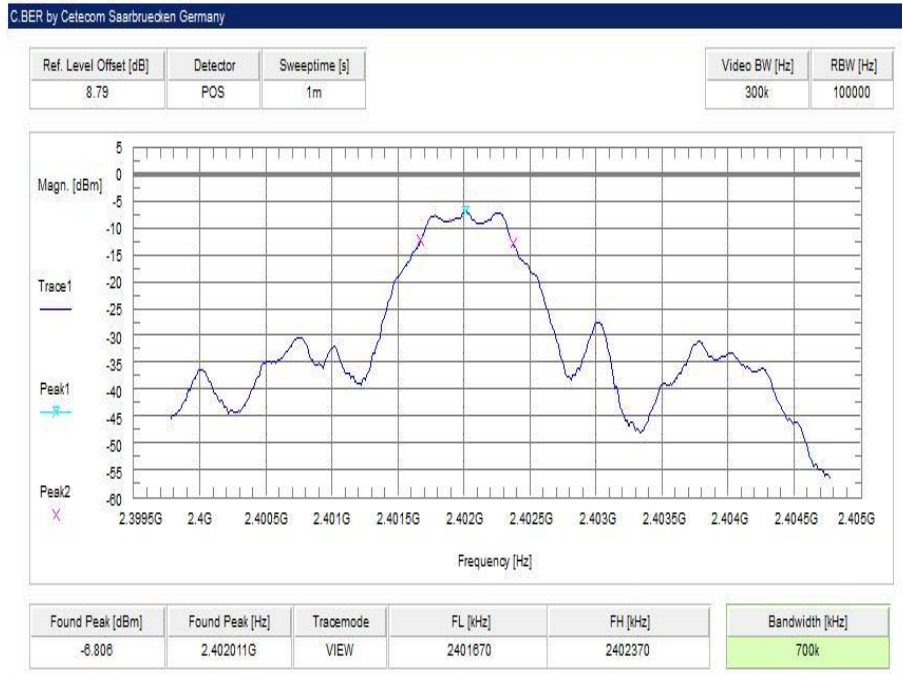 C.BER by Cetecom Saarbruecken Germany
Ref. Level Offset [dB] Detector Sweeptime [s] Video BW [Hz] RBW [Hz]
8.79 POS 1m 300k 100000
5
Magn. [dBm] 0
-5
-10
-15
Trace1 -20
-25
-30
-35
Peak1 -40
-45
-50
-55
Peak2 -60
2.3995G 2.4G 2.4005G 2.401G 2.4015G 2.402G 2.4025G 2.403G 2.4035G 2.404G 2.4045G 2.405G
Frequency [Hz]
Found Peak [dBm] Found Peak [Hz] Tracemode FL [kHz] FH [kHz] Bandwidth [kHz]
-6.806 2.402011G VIEW 2401670 2402370 700k